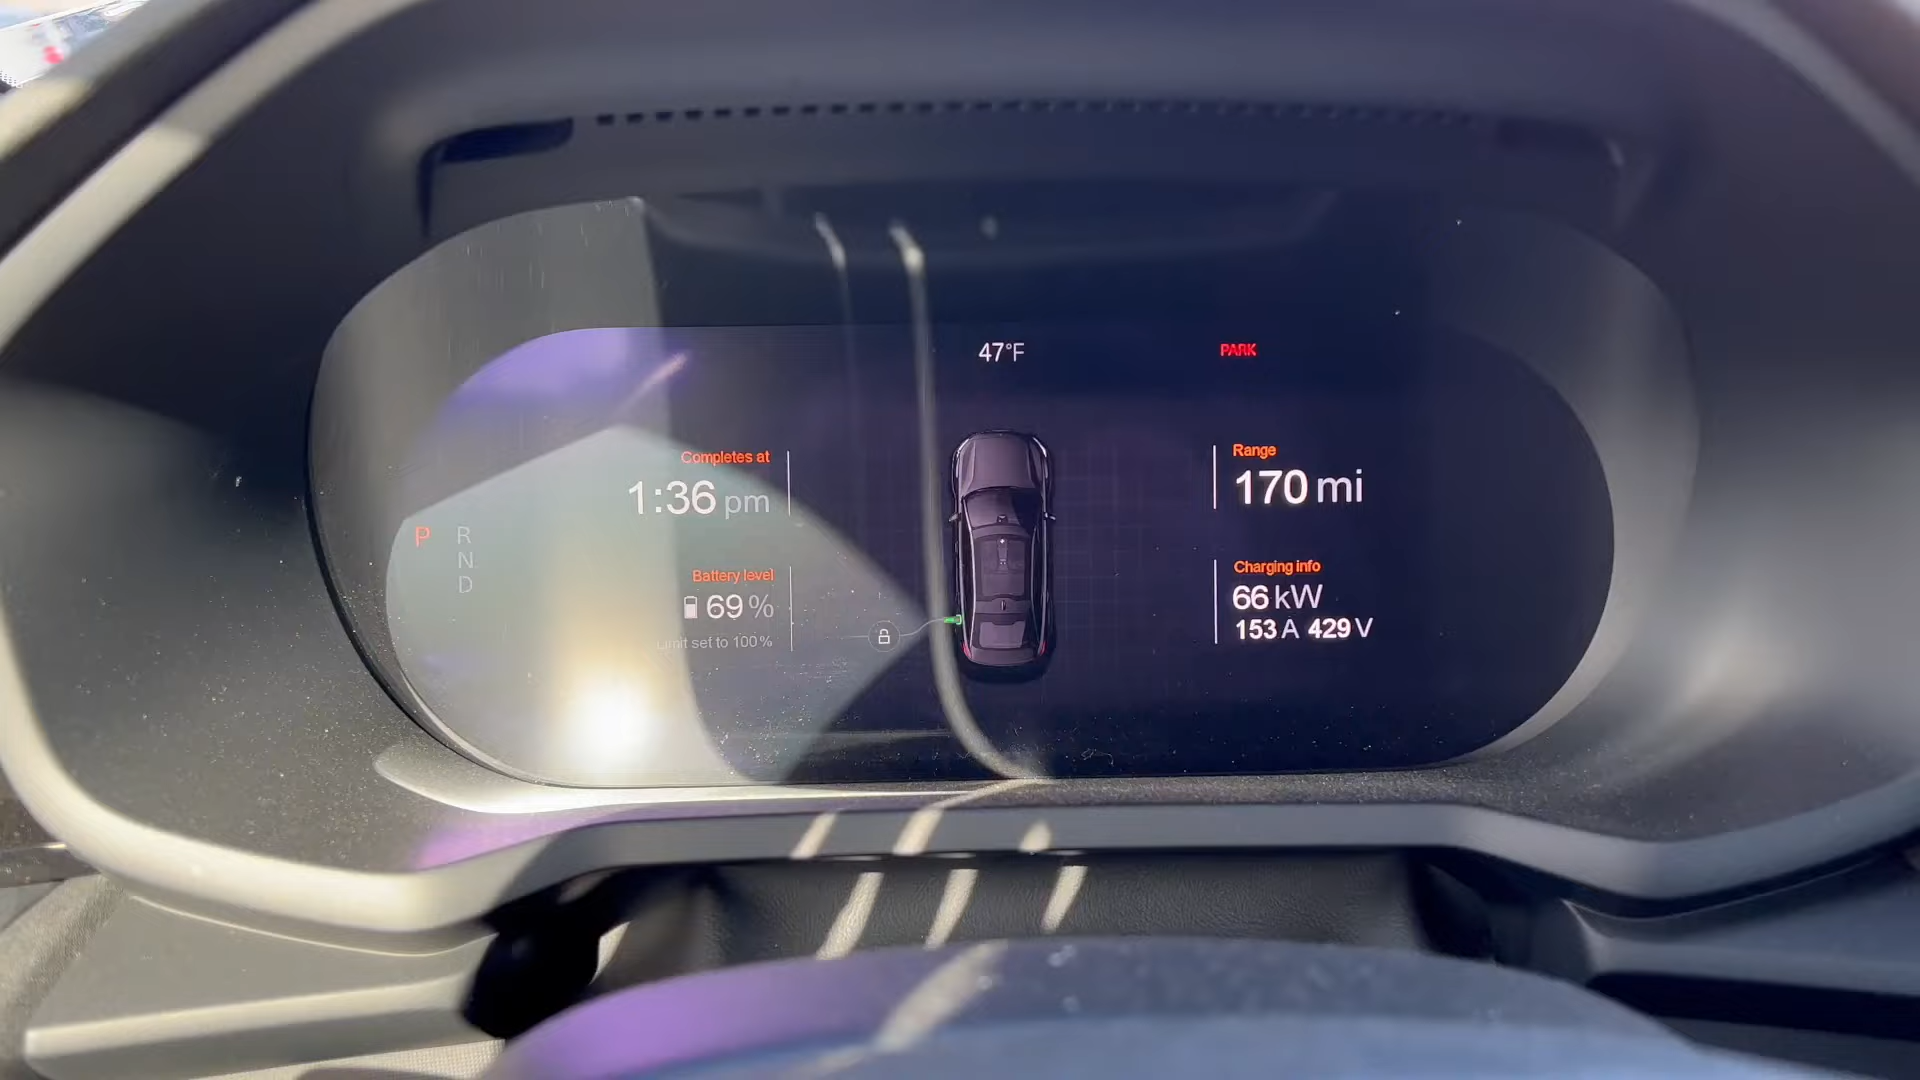 47°F
PARK
Completes at
1:36 pm
Range
170 mi
P R
N
D
Battery level
69 %
Limit set to 100 %
Charging info
66 kW
153 A 429 V